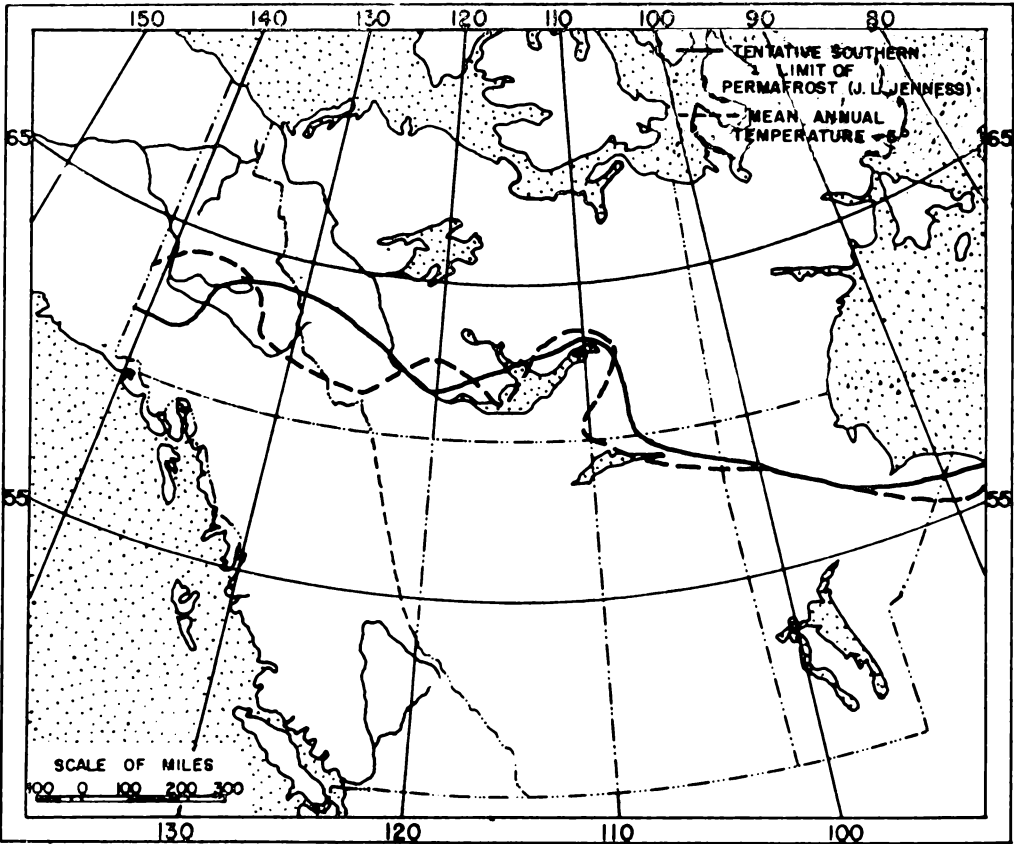 150 140 130 120 110 100 90 80
TENTATIVE SOUTHERN
LIMIT OF
PERMAFROST (J. L. JENNESS)
MEAN ANNUAL
TEMPERATURE -5°
65 65
55 55
SCALE OF MILES
100 0 100 200 300
130 120 110 100